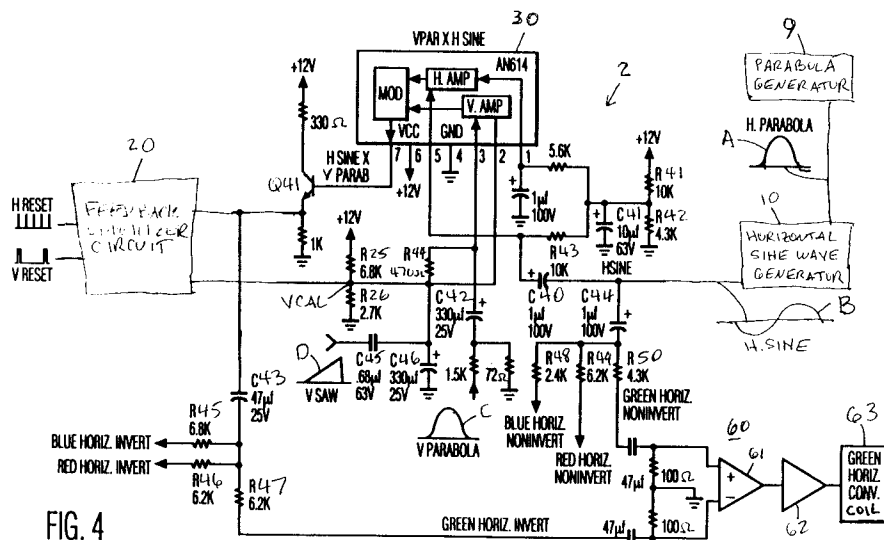 VPAR X H SINE
30
AN614
MOD
H. AMP
V. AMP
VCC
GND
7 6 5 4 3 2 1
+12V
330 Ω
Q41
H SINE X
V PARAB
+12V
20
FEEDBACK
CIRCUIT
H RESET
V RESET
1K
+12V
R25
6.8K
R26
2.7K
VCAL
R44
470Ω
C42
330µf
25V
D
V SAW
C45
.68µf
63V
C46
330µf
25V
1.5K
72Ω
C
V PARABOLA
1µf
100V
5.6K
2
+12V
R41
10K
R42
4.3K
C41
10µf
63V
R43
10K
HSINE
C40
1µf
100V
C44
1µf
100V
9
PARABULA
GENERATOR
A
H. PARABOLA
10
HORIZONTAL
SINE WAVE
GENERATOR
B
H. SINE
R48
2.4K
R49
6.2K
R50
4.3K
BLUE HORIZ.
NONINVERT
RED HORIZ.
NONINVERT
GREEN HORIZ.
NONINVERT
C43
47µf
25V
R45
6.8K
BLUE HORIZ. INVERT
RED HORIZ. INVERT
R46
6.2K
R47
6.2K
GREEN HORIZ. INVERT
47µf
47µf
100Ω
100Ω
60
+
−
61
62
63
GREEN
HORIZ.
CONV.
COIL
FIG. 4